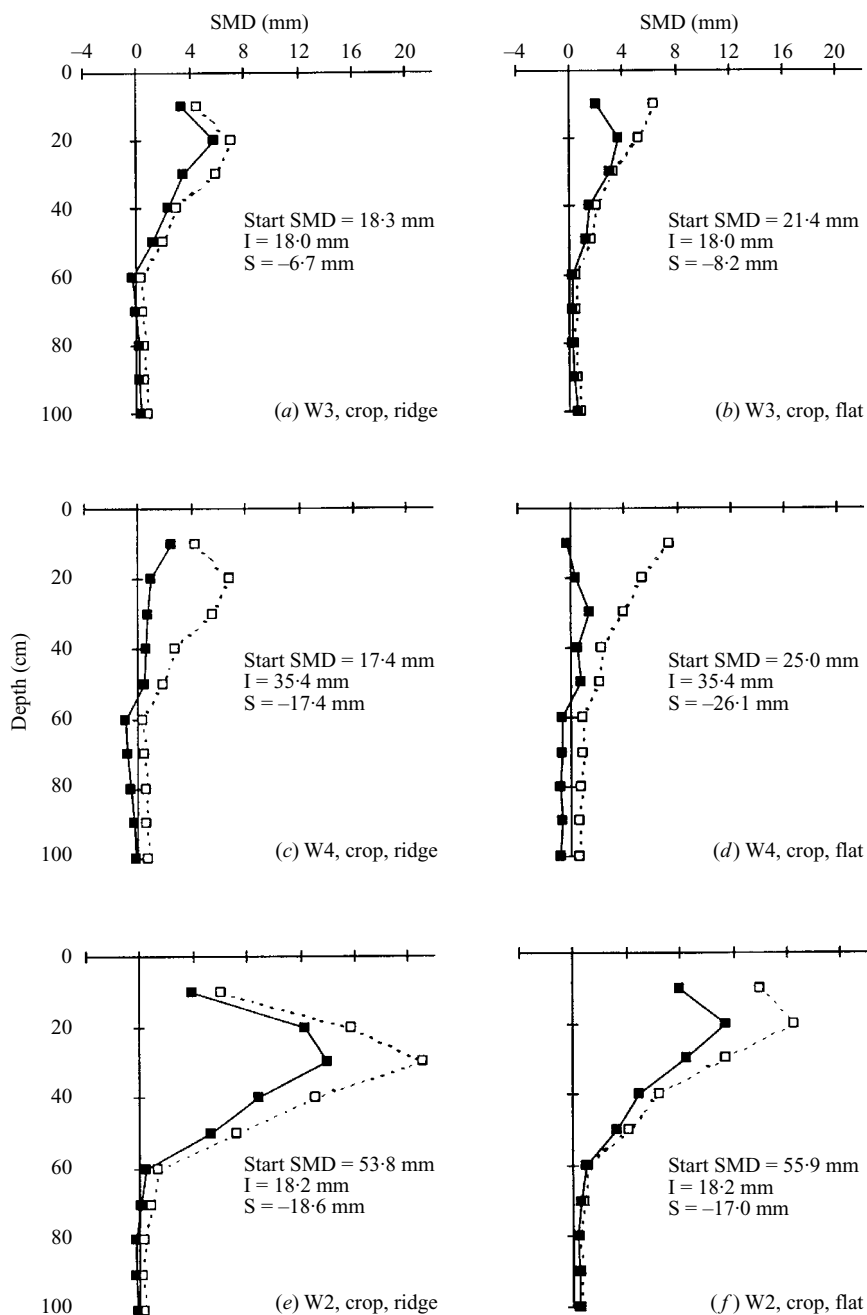 SMD (mm)
–4 0 4 8 12 16 20
SMD (mm)
–4 0 4 8 12 16 20
0
20
40
60
80
100
Start SMD = 18·3 mm
I = 18·0 mm
S = –6·7 mm
(a) W3, crop, ridge
Start SMD = 21·4 mm
I = 18·0 mm
S = –8·2 mm
(b) W3, crop, flat
Depth (cm)
0
20
40
60
80
100
Start SMD = 17·4 mm
I = 35·4 mm
S = –17·4 mm
(c) W4, crop, ridge
Start SMD = 25·0 mm
I = 35·4 mm
S = –26·1 mm
(d) W4, crop, flat
0
20
40
60
80
100
Start SMD = 53·8 mm
I = 18·2 mm
S = –18·6 mm
(e) W2, crop, ridge
Start SMD = 55·9 mm
I = 18·2 mm
S = –17·0 mm
(f) W2, crop, flat